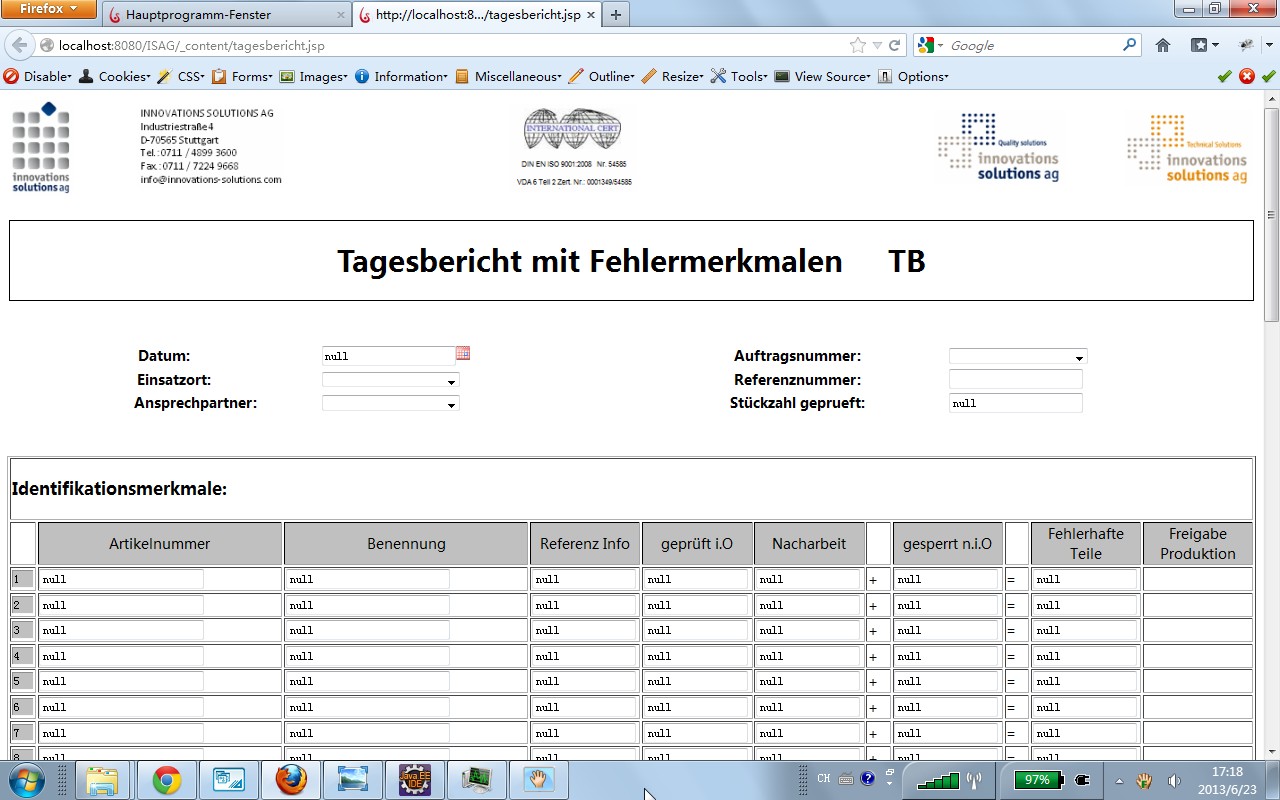 Firefox
Hauptprogramm-Fenster
http://localhost:8.../tagesbericht.jsp
localhost:8080/ISAG/_content/tagesbericht.jsp
Google
Disable
Cookies
CSS
Forms
Images
Information
Miscellaneous
Outline
Resize
Tools
View Source
Options
innovations
solutions ag
INNOVATIONS SOLUTIONS AG
Industriestraße 4
D-70565 Stuttgart
Tel.: 0711 / 4899 3600
Fax.: 0711 / 7224 9668
info@innovations-solutions.com
INTERNATIONAL CERT
DIN EN ISO 9001:2008 Nr. 54585
VDA 6 Teil 2 Zert. Nr.: 0001349/54585
Quality solutions
innovations
solutions ag
Technical Solutions
innovations
solutions ag
Tagesbericht mit Fehlermerkmalen TB
Datum: null
Auftragsnummer:
Einsatzort:
Referenznummer:
Ansprechpartner:
Stückzahl geprueft: null
Identifikationsmerkmale:
Artikelnummer Benennung Referenz Info geprüft i.O Nacharbeit gesperrt n.i.O Fehlerhafte Teile Freigabe Produktion
1 null null null null null + null = null
2 null null null null null + null = null
3 null null null null null + null = null
4 null null null null null + null = null
5 null null null null null + null = null
6 null null null null null + null = null
7 null null null null null + null = null
8 null null null null null + null = null
Java EE
IDE
CH
97%
17:18
2013/6/23